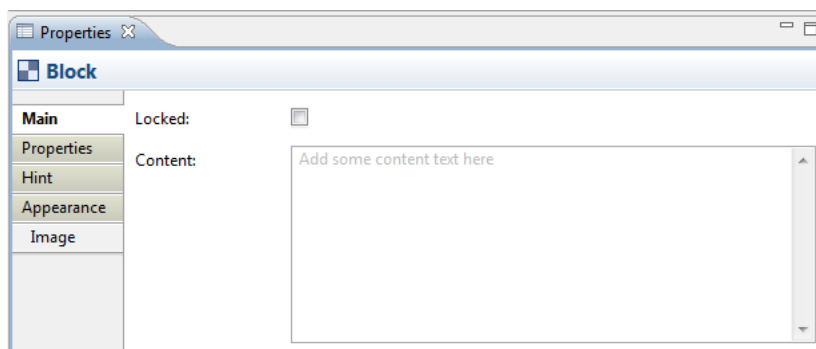 Properties
Block
Main
Locked:
Properties
Content:
Add some content text here
Hint
Appearance
Image